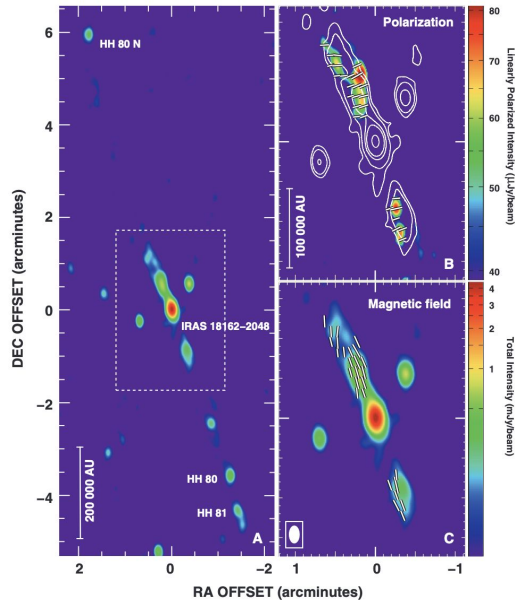 6
4
2
0
−2
−4
DEC OFFSET (arcminutes)
HH 80 N
IRAS 18162−2048
HH 80
HH 81
200 000 AU
A
2
0
−2
Polarization
100 000 AU
B
Magnetic field
C
1
0
−1
RA OFFSET (arcminutes)
80
70
60
50
40
Linearly Polarized Intensity (μJy/beam)
4
3
2
1
Total Intensity (mJy/beam)